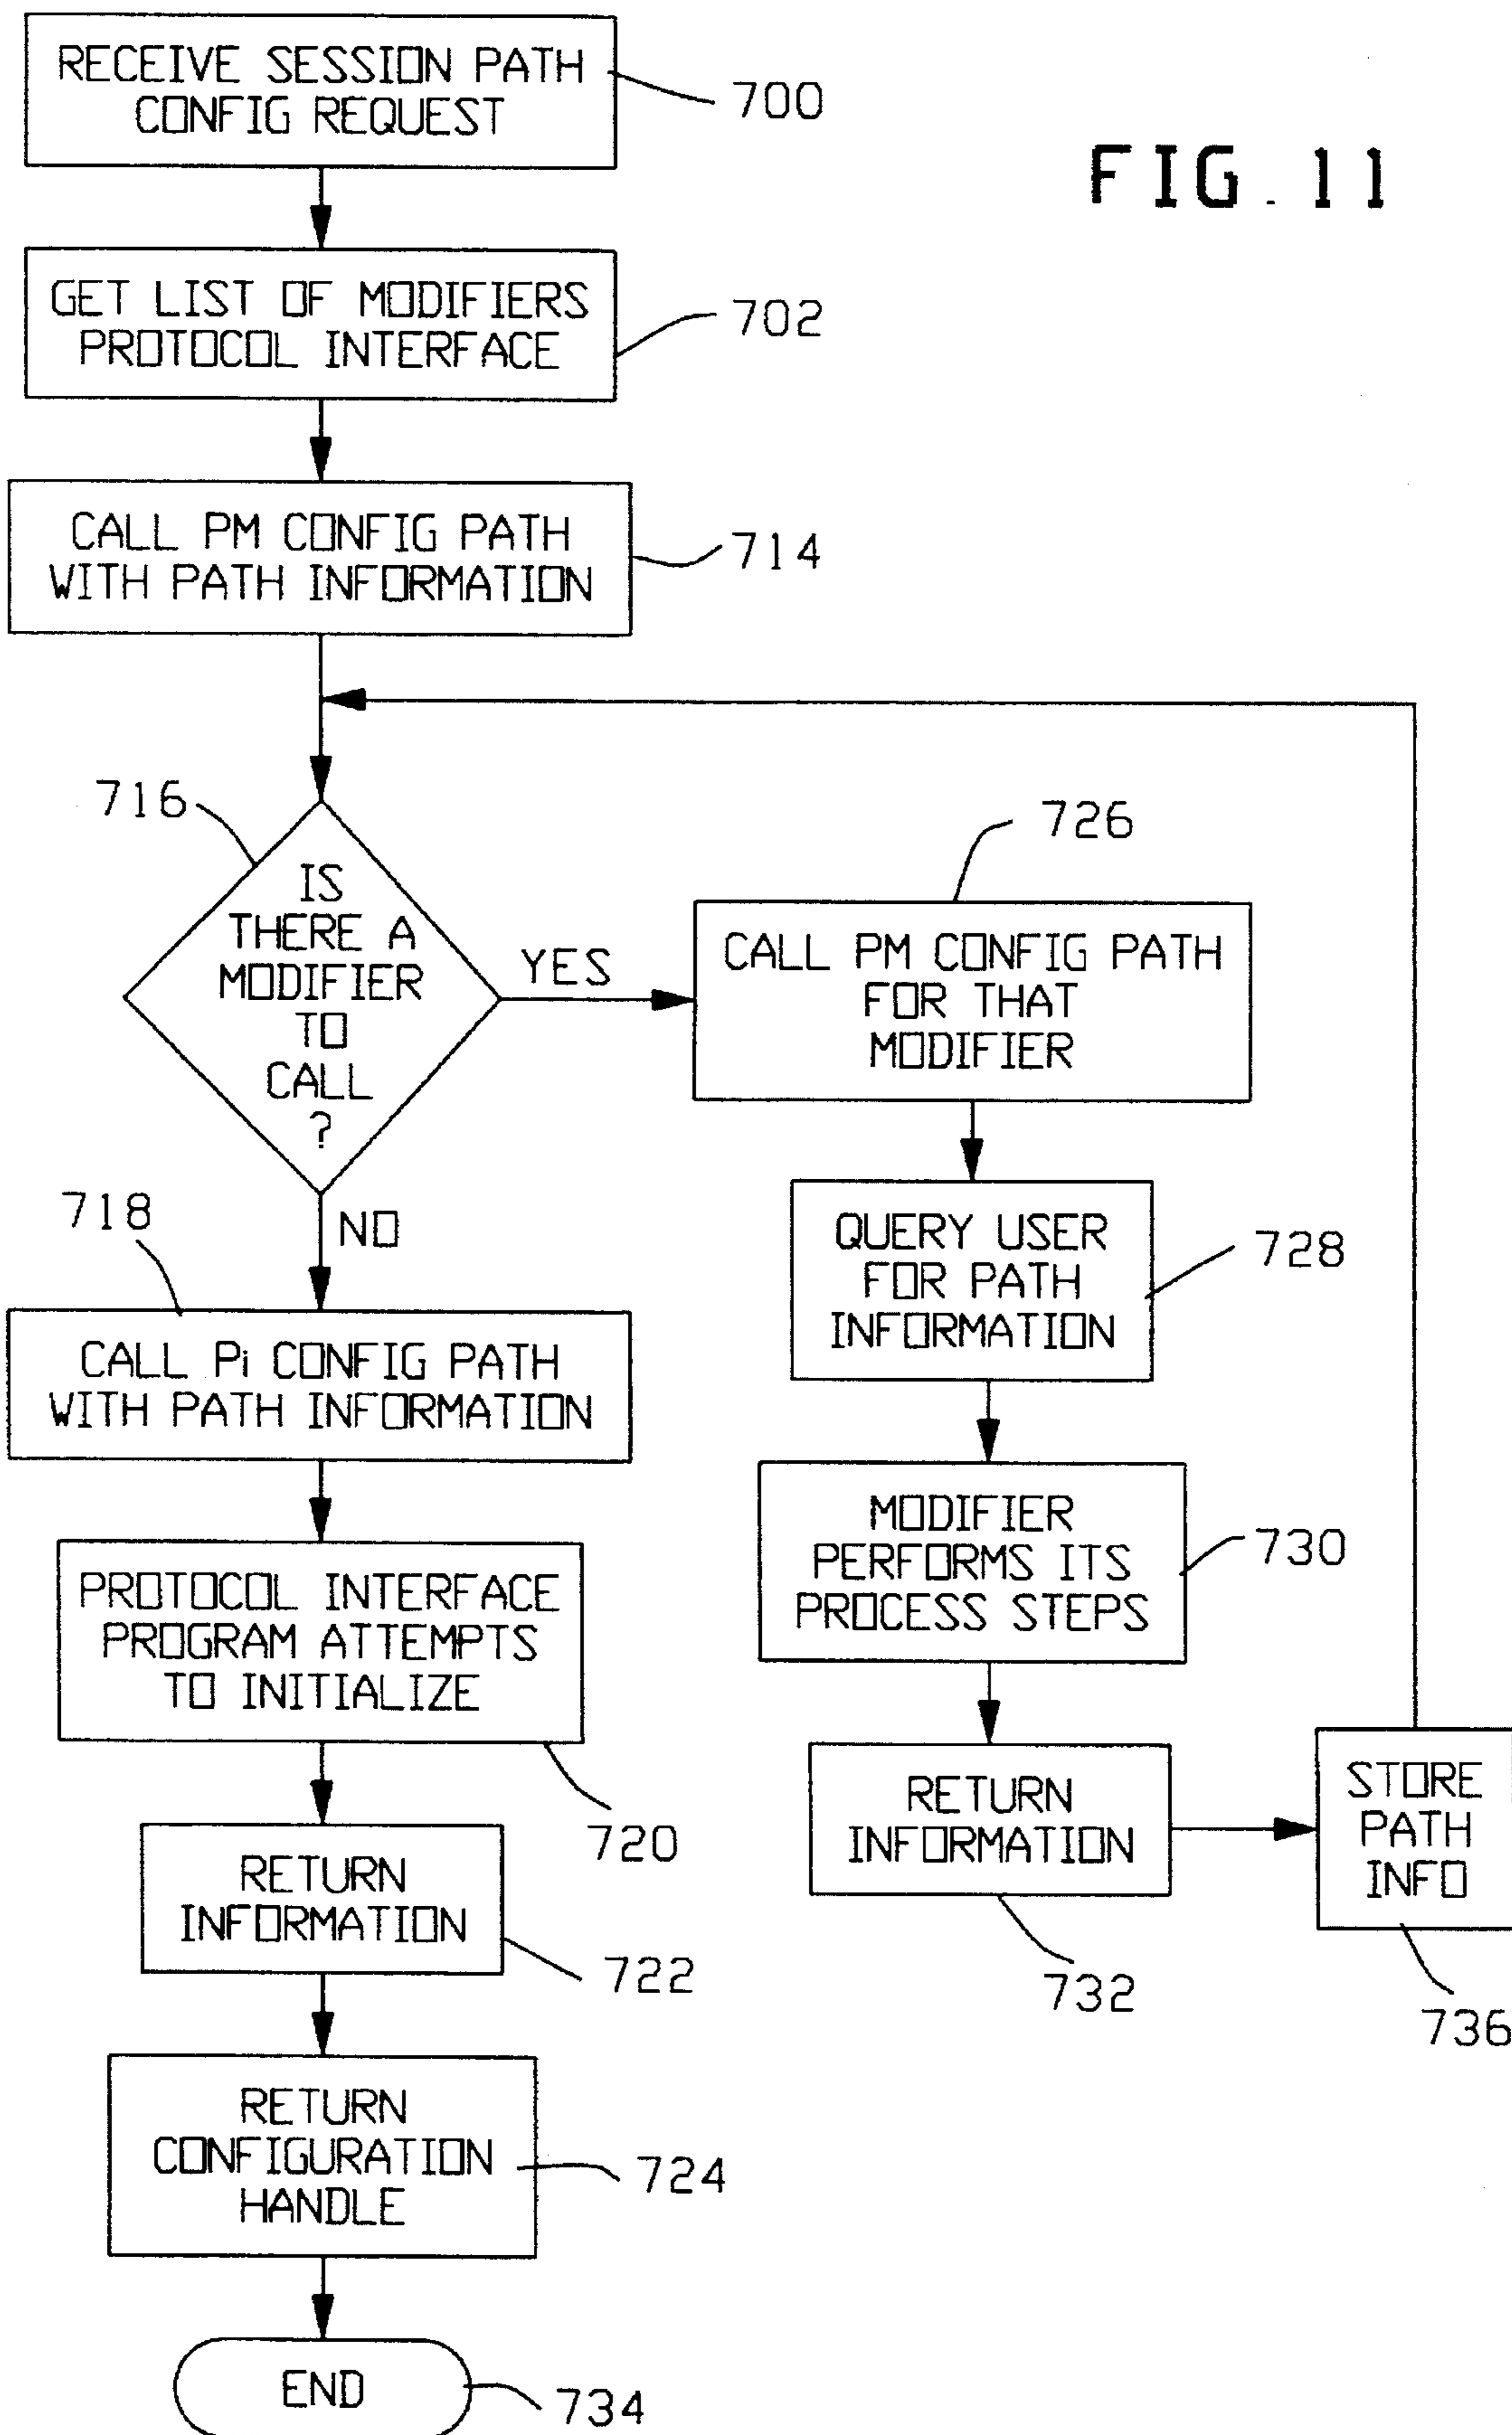 RECEIVE SESSION PATH
CONFIG REQUEST
700
FIG. 11
GET LIST OF MODIFIERS
PROTOCOL INTERFACE
702
CALL PM CONFIG PATH
WITH PATH INFORMATION
714
716
IS
THERE A
MODIFIER
TO
CALL
?
YES
NO
726
CALL PM CONFIG PATH
FOR THAT
MODIFIER
QUERY USER
FOR PATH
INFORMATION
728
718
CALL Pi CONFIG PATH
WITH PATH INFORMATION
MODIFIER
PERFORMS ITS
PROCESS STEPS
730
PROTOCOL INTERFACE
PROGRAM ATTEMPTS
TO INITIALIZE
720
RETURN
INFORMATION
732
STORE
PATH
INFO
736
RETURN
INFORMATION
722
RETURN
CONFIGURATION
HANDLE
724
END
734